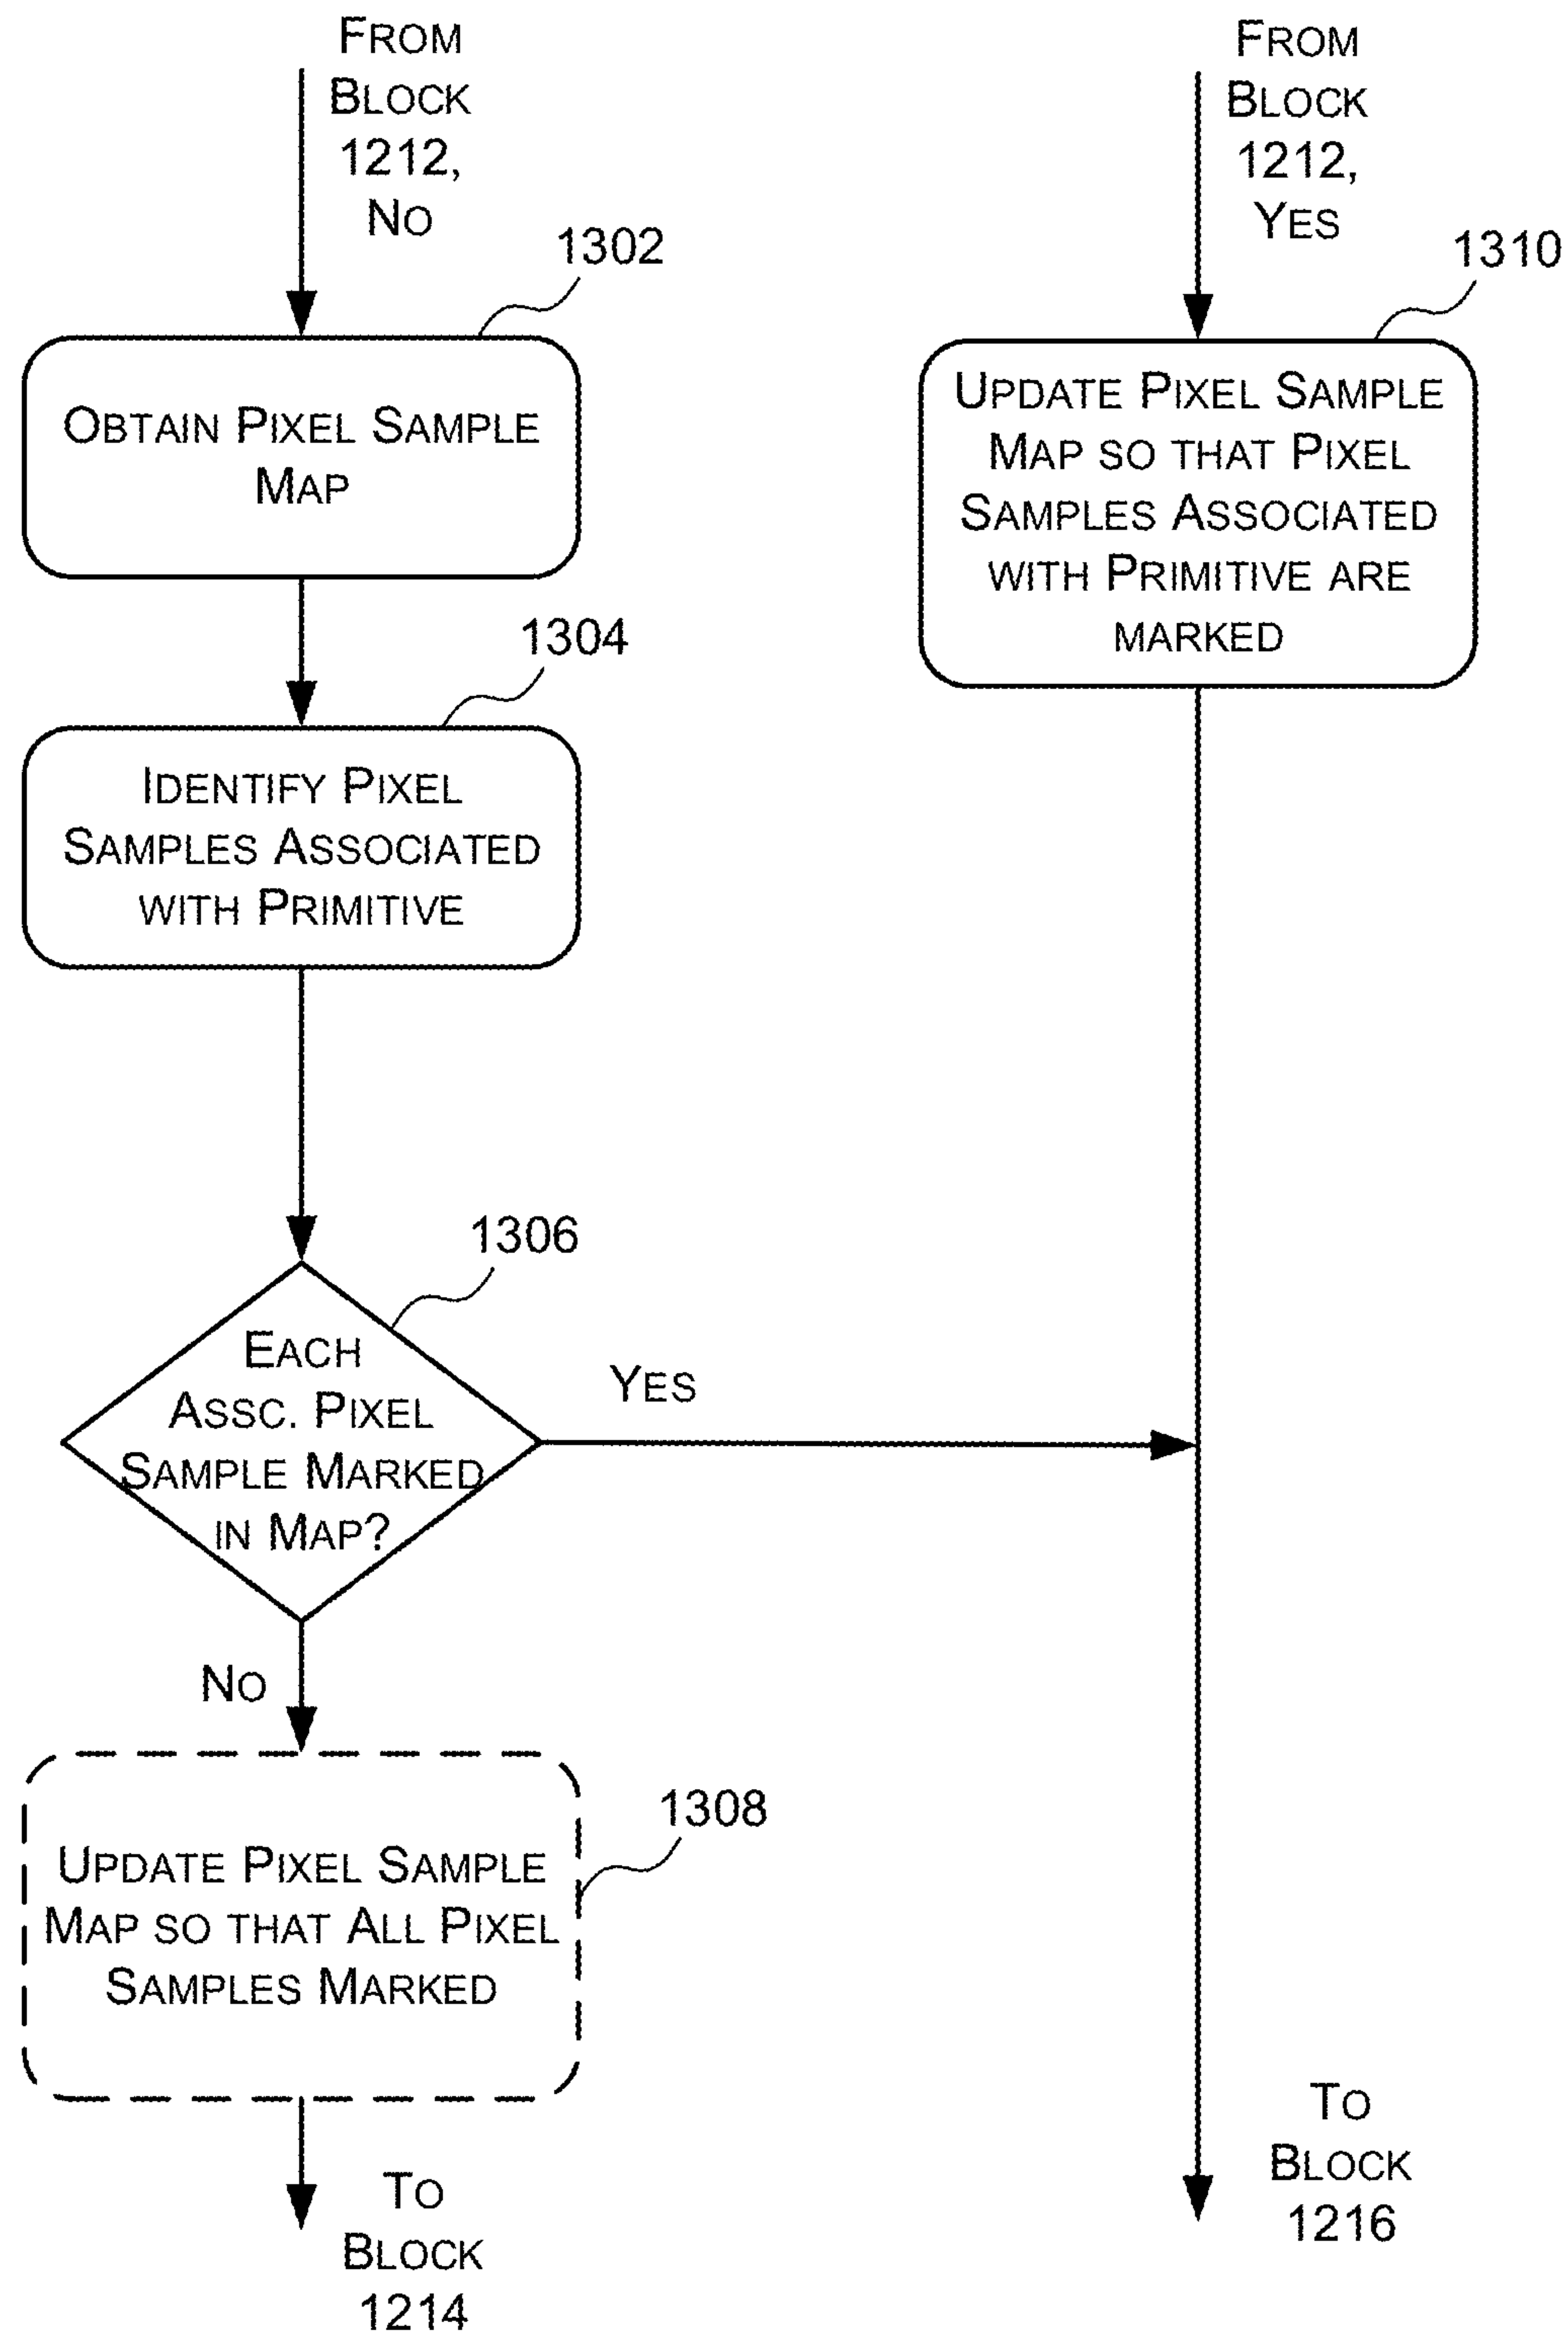 From
Block
1212,
No
1302
Obtain Pixel Sample
Map
1304
Identify Pixel
Samples Associated
with Primitive
1306
Each
Assc. Pixel
Sample Marked
in Map?
Yes
No
1308
Update Pixel Sample
Map so that All Pixel
Samples Marked
To
Block
1214
From
Block
1212,
Yes
1310
Update Pixel Sample
Map so that Pixel
Samples Associated
with Primitive are
marked
To
Block
1216